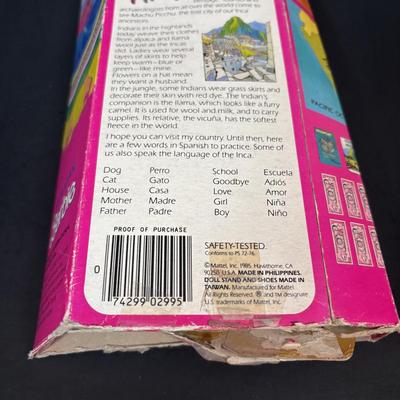 archaeologists from all over the world come to
see Machu Picchu, the lost city of our Inca
ancestors.
Indians in the highlands
today weave their clothes
from alpaca and llama
wool just as the Incas
did. Ladies wear several
layers of skirts to help
keep warm—blue or
green—like mine.
Flowers on a hat mean
they want a husband.
In the jungle, some Indians wear grass skirts and
decorate their skin with red dye. The Indian's
companion is the llama, which looks like a furry
camel. It is used for wool and milk, and to carry
supplies. Its relative, the vicuña, has the softest
fleece in the world.
I hope you can visit my country. Until then, here
are a few words in Spanish to practice. Some of
us also speak the language of the Inca.
Dog Perro School Escuela
Cat Gato Goodbye Adiós
House Casa Love Amor
Mother Madre Girl Niña
Father Padre Boy Niño
PROOF OF PURCHASE
0
74299 02995
SAFETY-TESTED.
Conforms to PS 72-76.
© Mattel, Inc. 1985. Hawthorne, CA
90250 U.S.A. MADE IN PHILIPPINES.
DOLL STAND AND SHOES MADE IN
TAIWAN. Manufactured for Mattel.
All Rights Reserved. ® and ™ designate
U.S. trademarks of Mattel, Inc.
PACIFIC OC